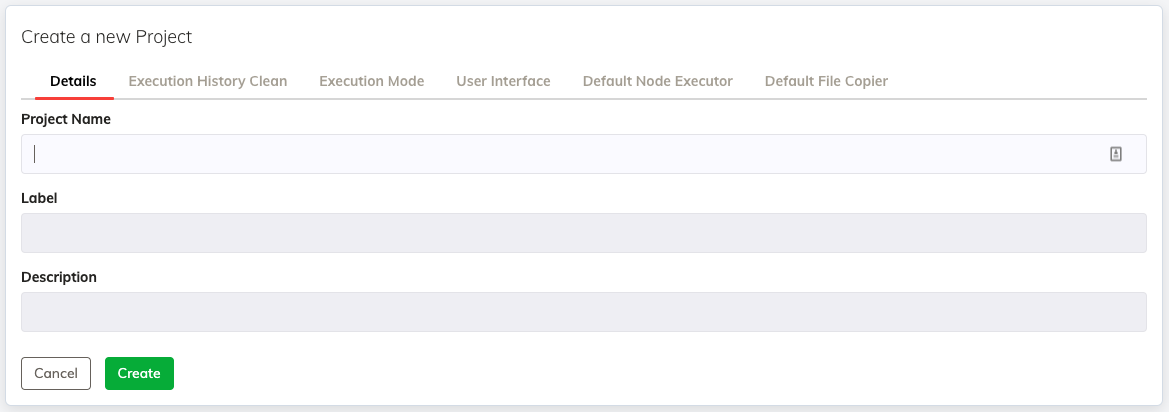 Create a new Project
Details Execution History Clean Execution Mode User Interface Default Node Executor Default File Copier
Project Name
Label
Description
Cancel Create